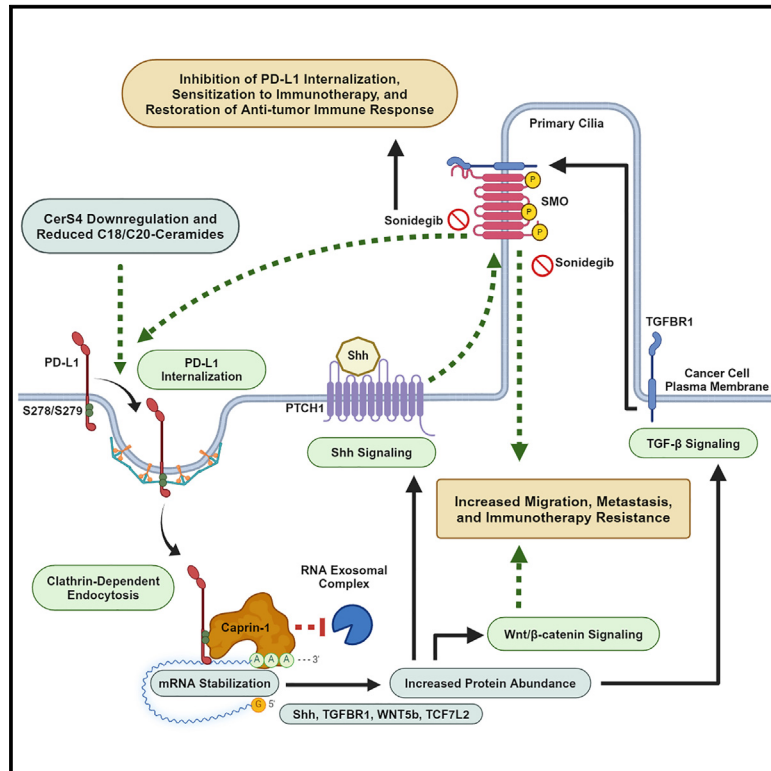 Inhibition of PD-L1 Internalization,
Sensitization to Immunotherapy, and
Restoration of Anti-tumor Immune Response
Primary Cilia
CerS4 Downregulation and
Reduced C18/C20-Ceramides
Sonidegib
P
SMO
P
P
Sonidegib
TGFBR1
PD-L1
PD-L1
Internalization
Shh
Cancer Cell
Plasma Membrane
S278/S279
PTCH1
Shh Signaling
TGF-β Signaling
Increased Migration, Metastasis,
and Immunotherapy Resistance
Clathrin-Dependent
Endocytosis
RNA Exosomal
Complex
Caprin-1
Wnt/β-catenin Signaling
A A A 3'
mRNA Stabilization
Increased Protein Abundance
G 5'
Shh, TGFBR1, WNT5b, TCF7L2